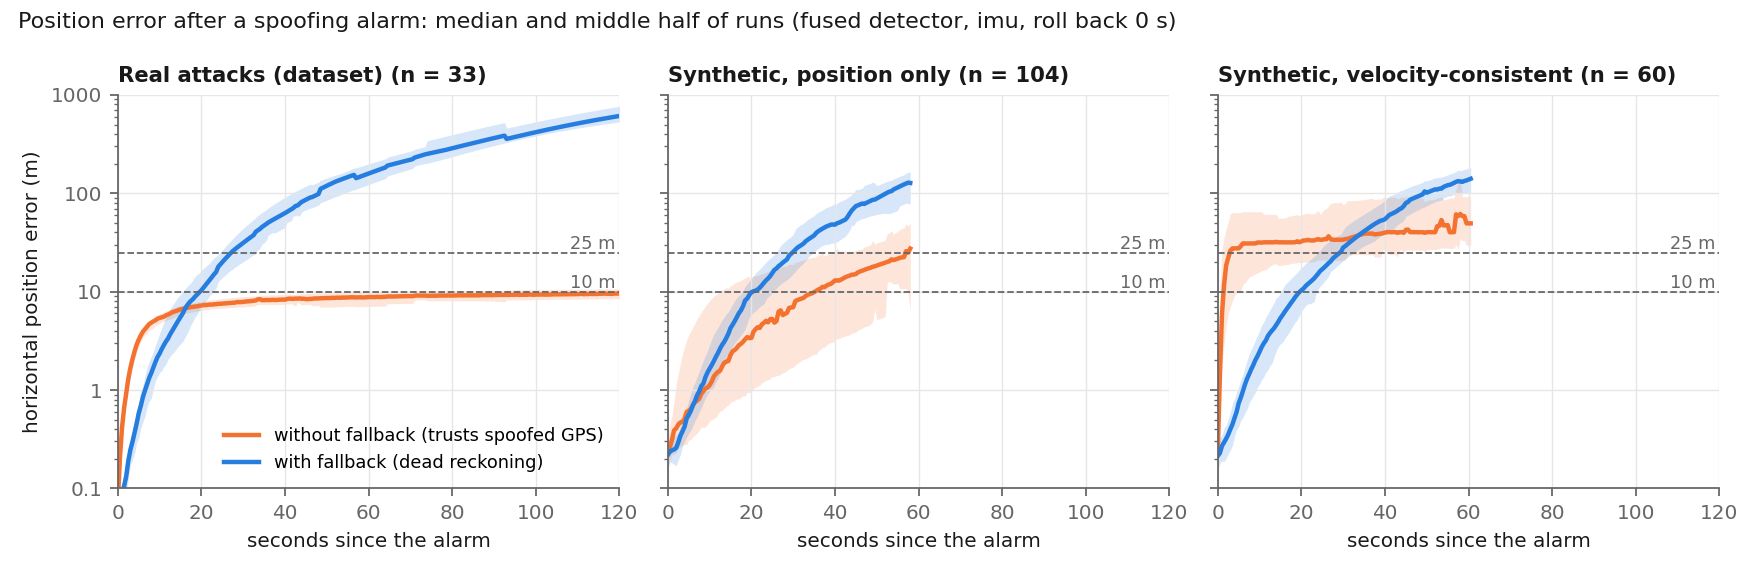 Position error after a spoofing alarm: median and middle half of runs (fused detector, imu, roll back 0 s)
Real attacks (dataset) (n = 33)
Synthetic, position only (n = 104)
Synthetic, velocity-consistent (n = 60)
horizontal position error (m)
1000
100
10
1
0.1
25 m
10 m
25 m
10 m
25 m
10 m
without fallback (trusts spoofed GPS)
with fallback (dead reckoning)
0 20 40 60 80 100 120
0 20 40 60 80 100 120
0 20 40 60 80 100 120
seconds since the alarm
seconds since the alarm
seconds since the alarm